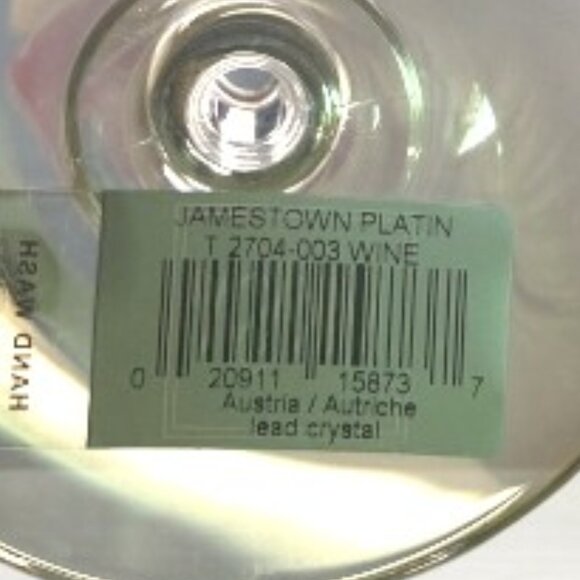 JAMESTOWN PLATIN
T 2704-003 WINE
0 20911 15873 7
Austria / Autriche
lead crystal
HAND WASH